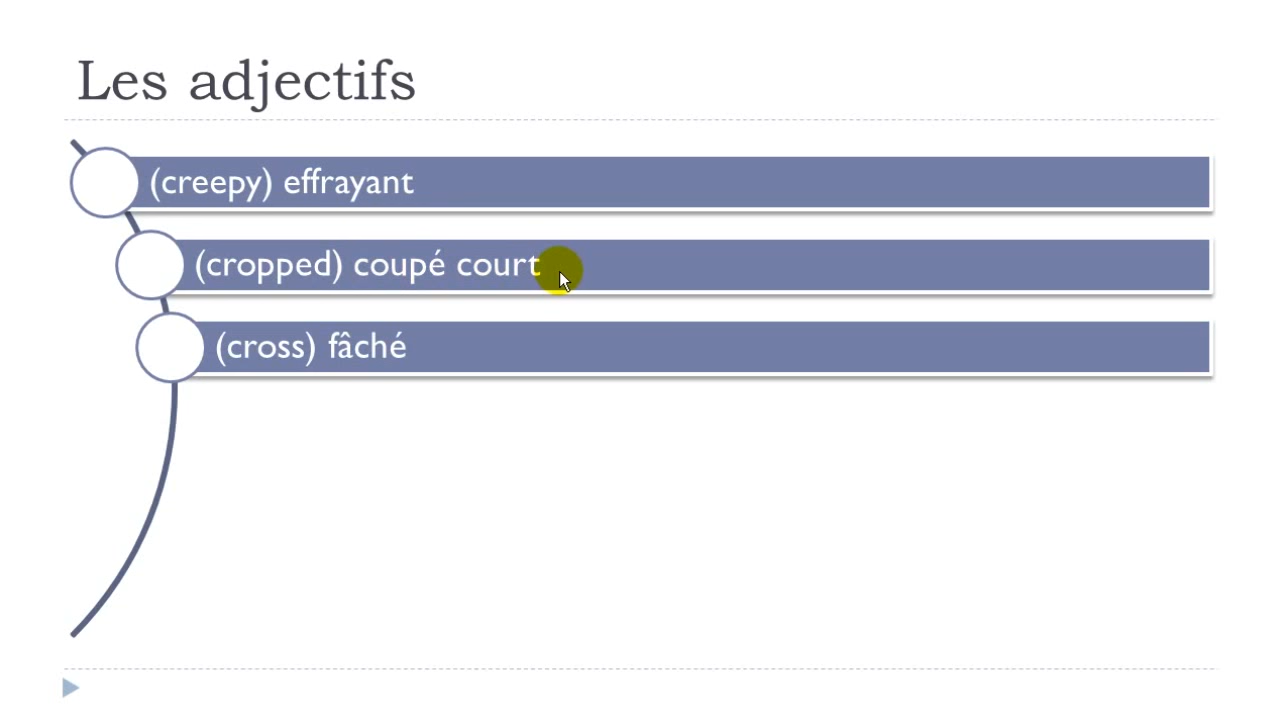 Les adjectifs
(creepy) effrayant
(cropped) coupé court
(cross) fâché